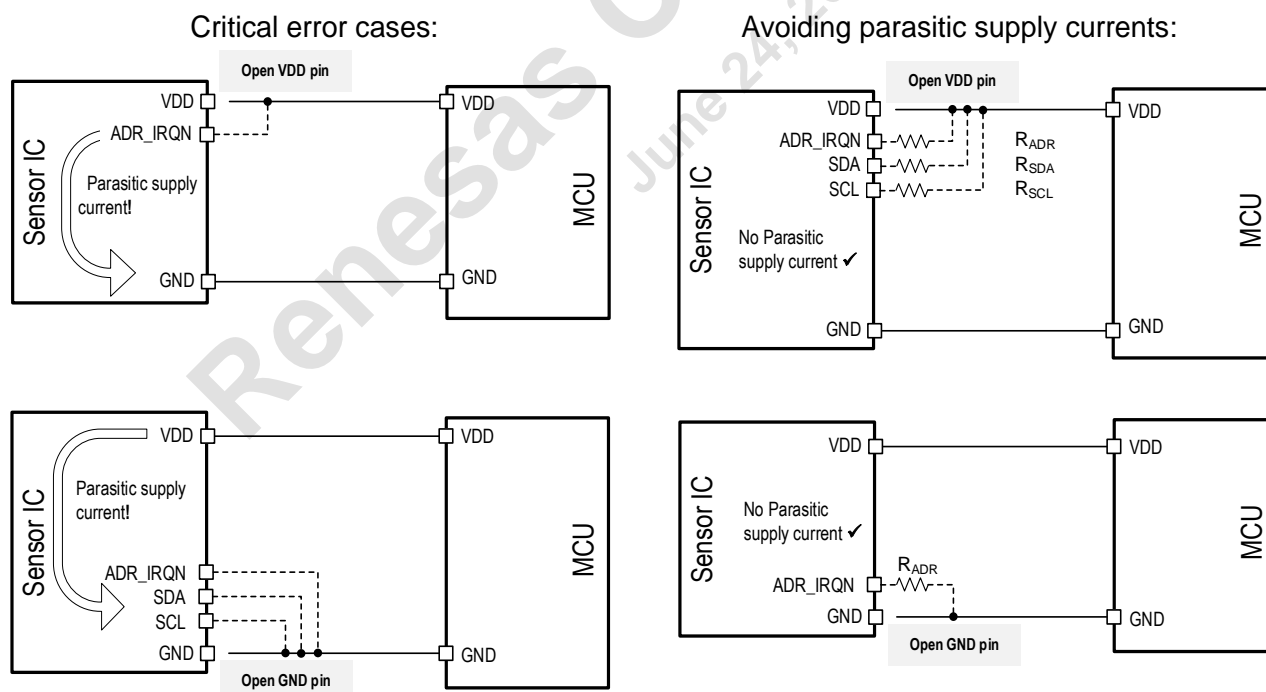 Critical error cases:
Open VDD pin
VDD
ADR_IRQN
Parasitic supply
current!
GND
Sensor IC
VDD
GND
MCU
Avoiding parasitic supply currents:
Open VDD pin
VDD
ADR_IRQN
SDA
SCL
RADR
RSDA
RSCL
No Parasitic
supply current ✓
GND
Sensor IC
VDD
GND
MCU
VDD
Parasitic supply
current!
ADR_IRQN
SDA
SCL
GND
Open GND pin
Sensor IC
VDD
GND
MCU
VDD
No Parasitic
supply current ✓
RADR
ADR_IRQN
GND
Open GND pin
Sensor IC
VDD
GND
MCU
Renesas
June 24,